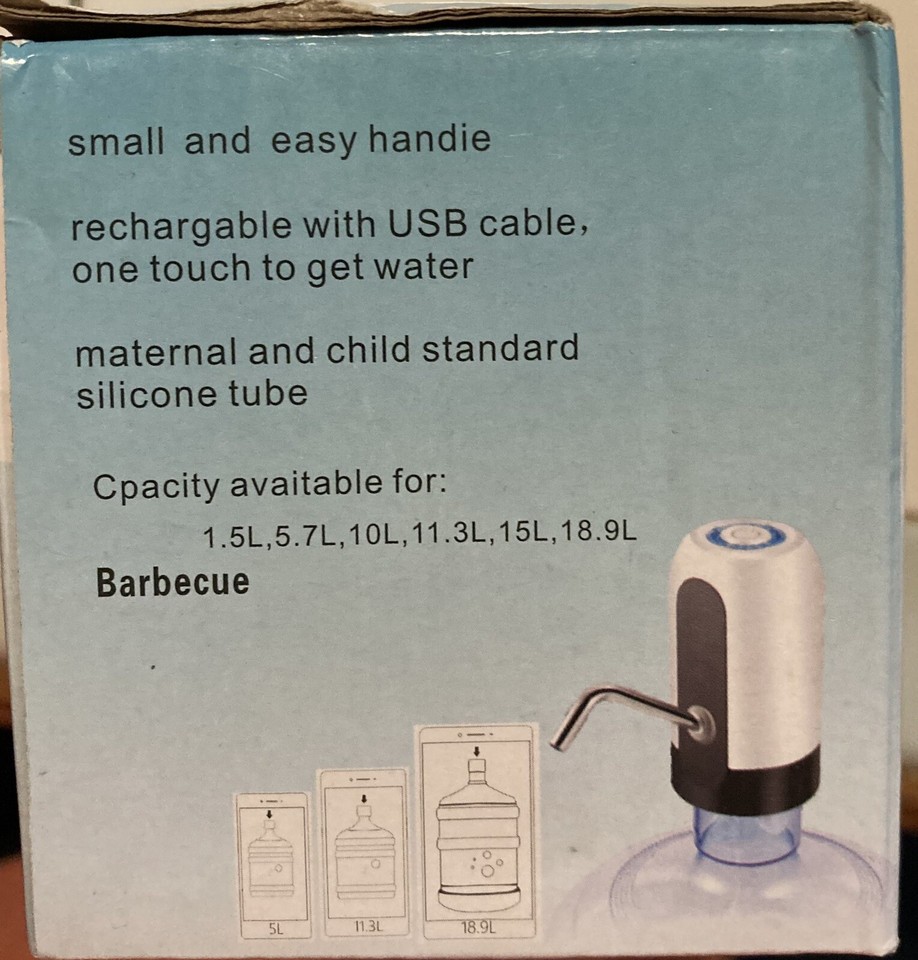 small and easy handie
rechargable with USB cable,
one touch to get water
maternal and child standard
silicone tube
Cpacity avaitable for:
1.5L,5.7L,10L,11.3L,15L,18.9L
Barbecue
5L
11.3L
18.9L